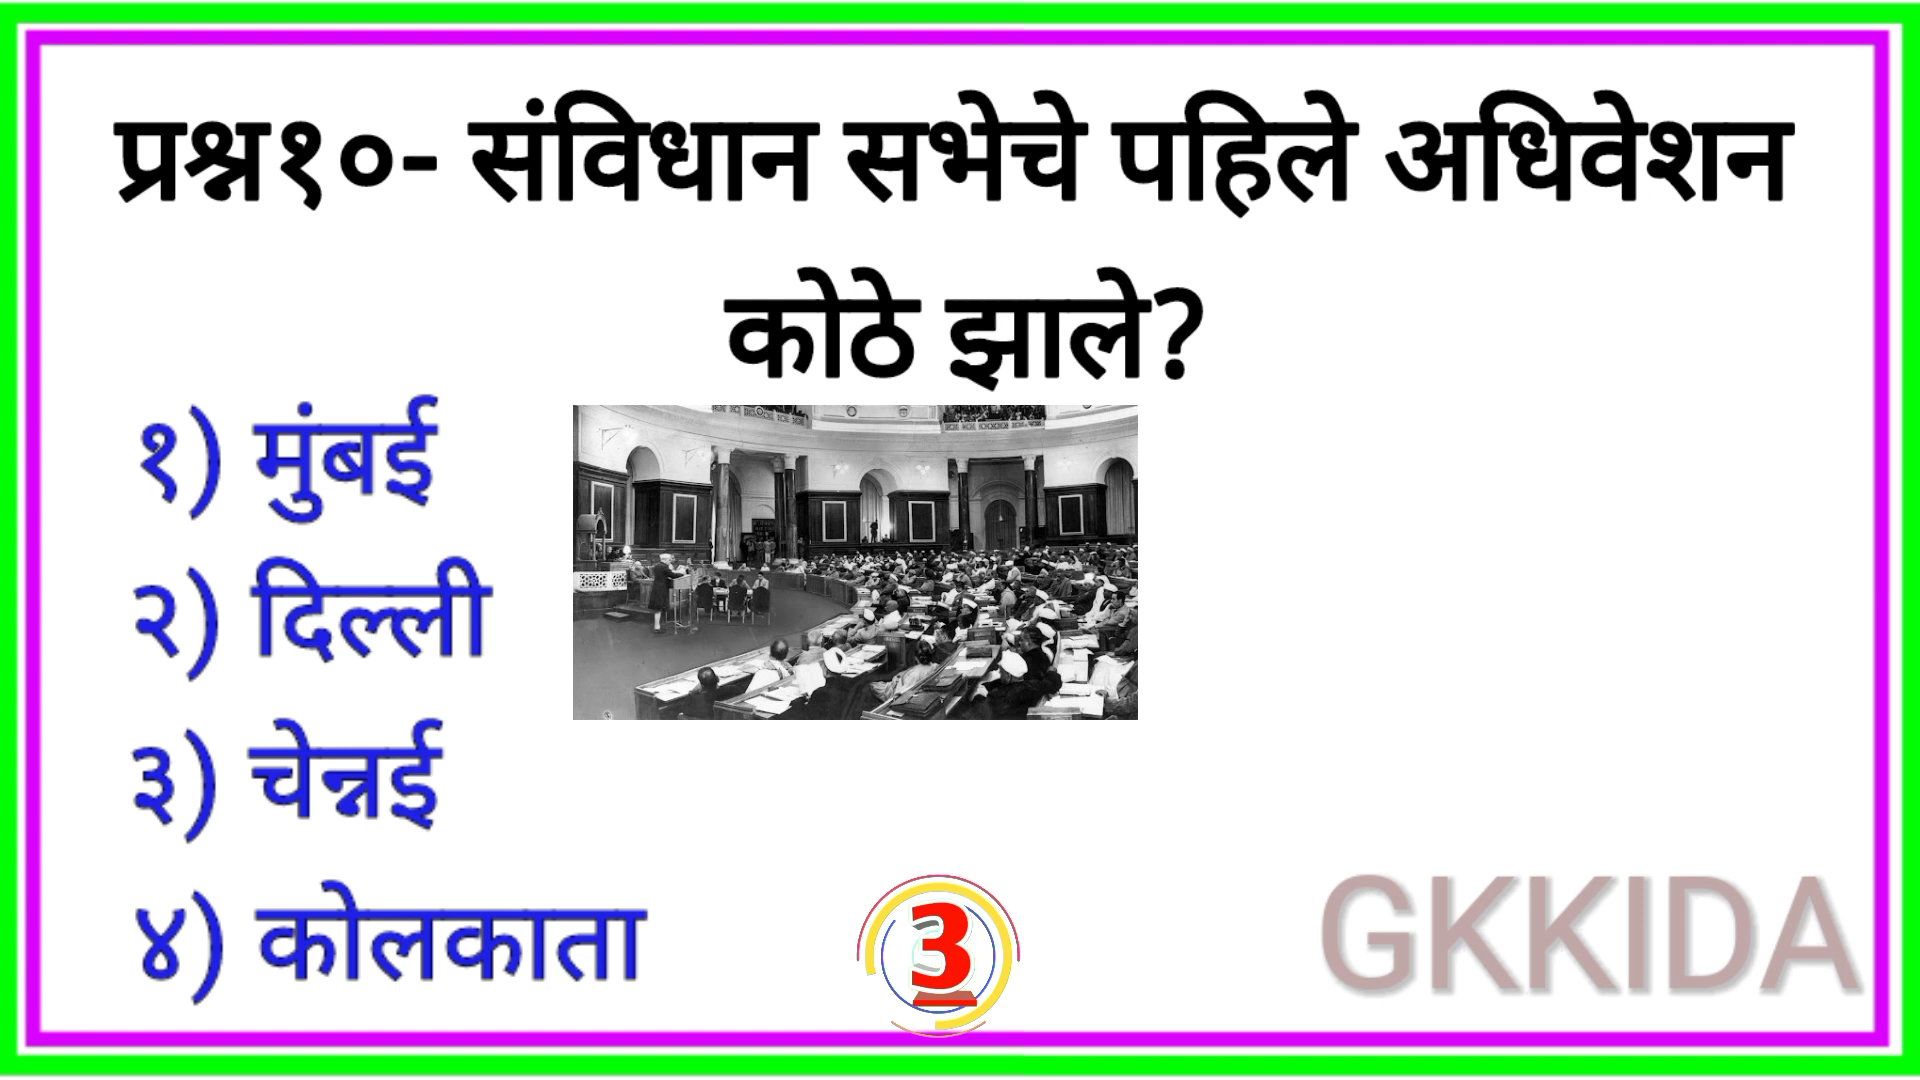 प्रश्न१०- संविधान सभेचे पहिले अधिवेशन
कोठे झाले?
१) मुंबई
२) दिल्ली
३) चेन्नई
४) कोलकाता
3
GKKIDA